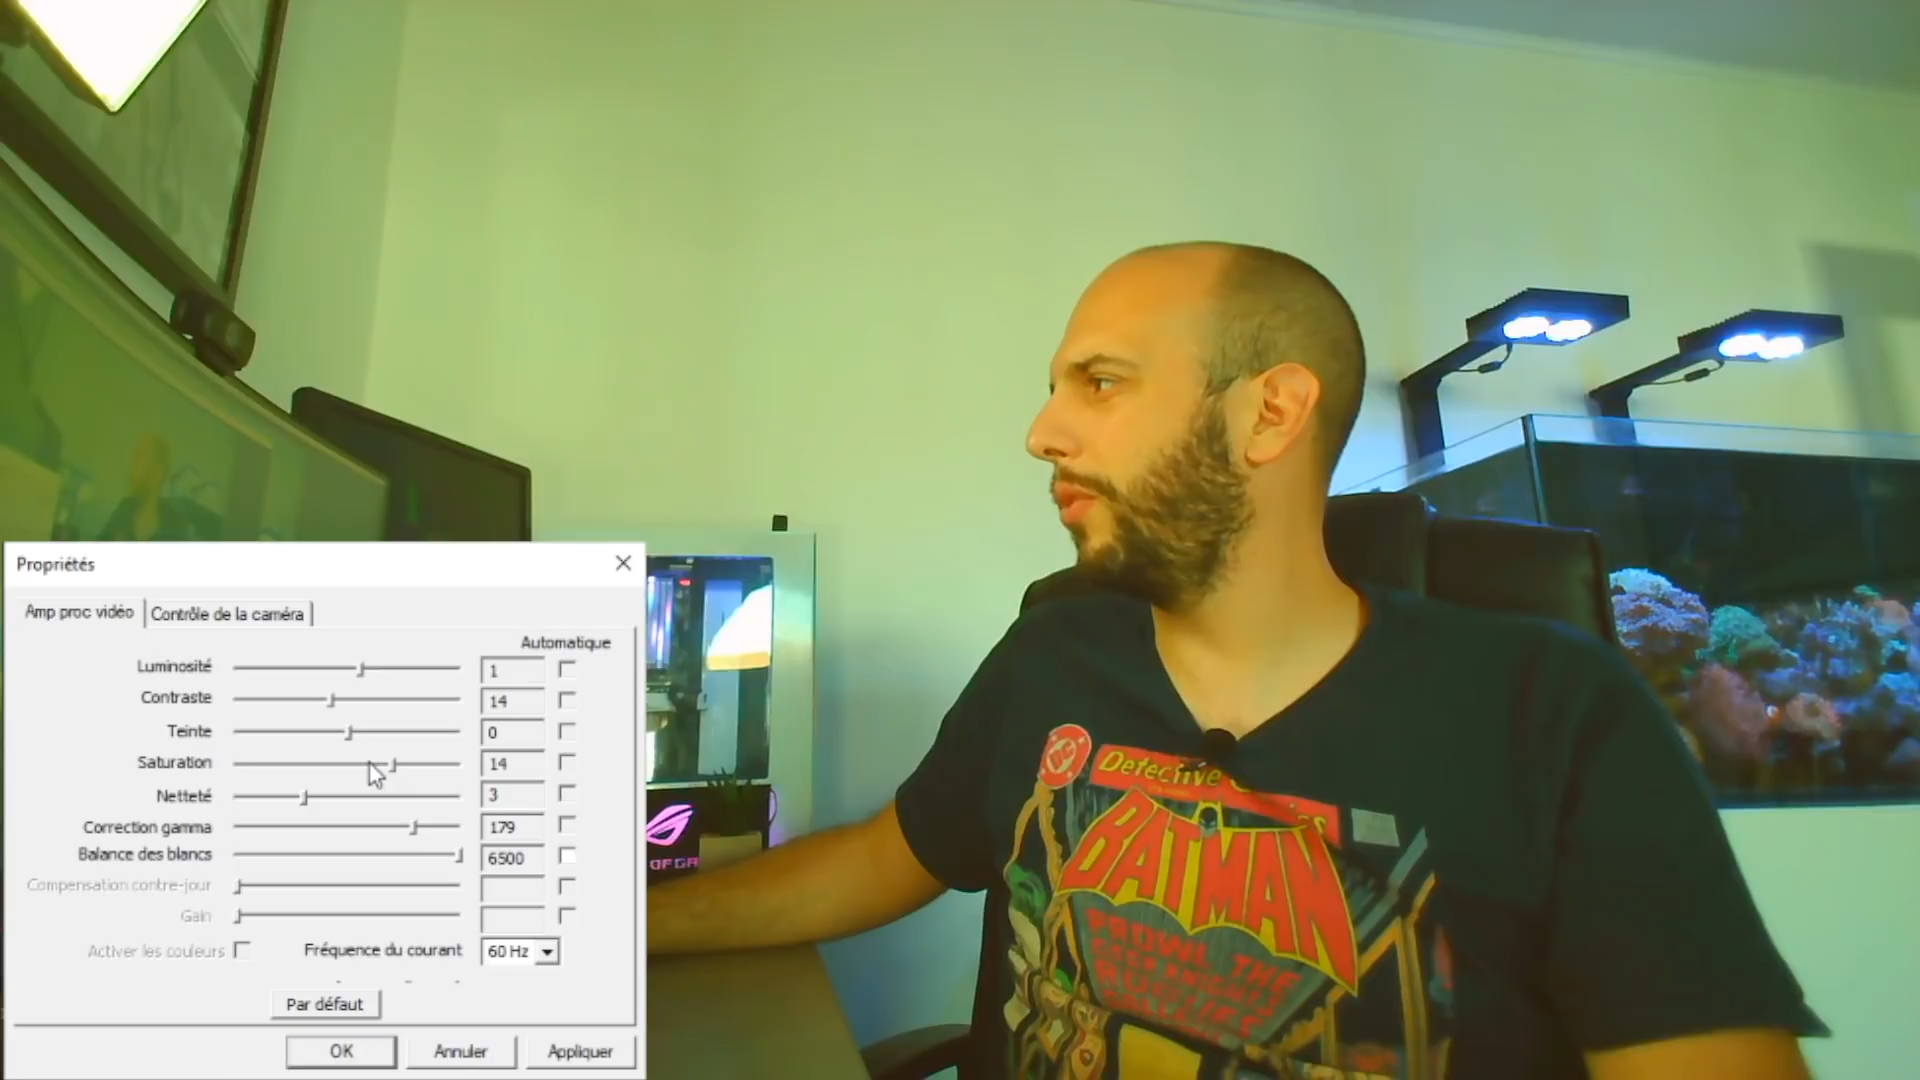 Propriétés
Amp proc vidéo
Contrôle de la caméra
Automatique
Luminosité 1
Contraste 14
Teinte 0
Saturation 14
Netteté 3
Correction gamma 179
Balance des blancs 6500
Compensation contre-jour
Gain
Activer les couleurs Fréquence du courant 60 Hz
Par défaut
OK Annuler Appliquer
OF GA
Detective
BATMAN
PROWL THE